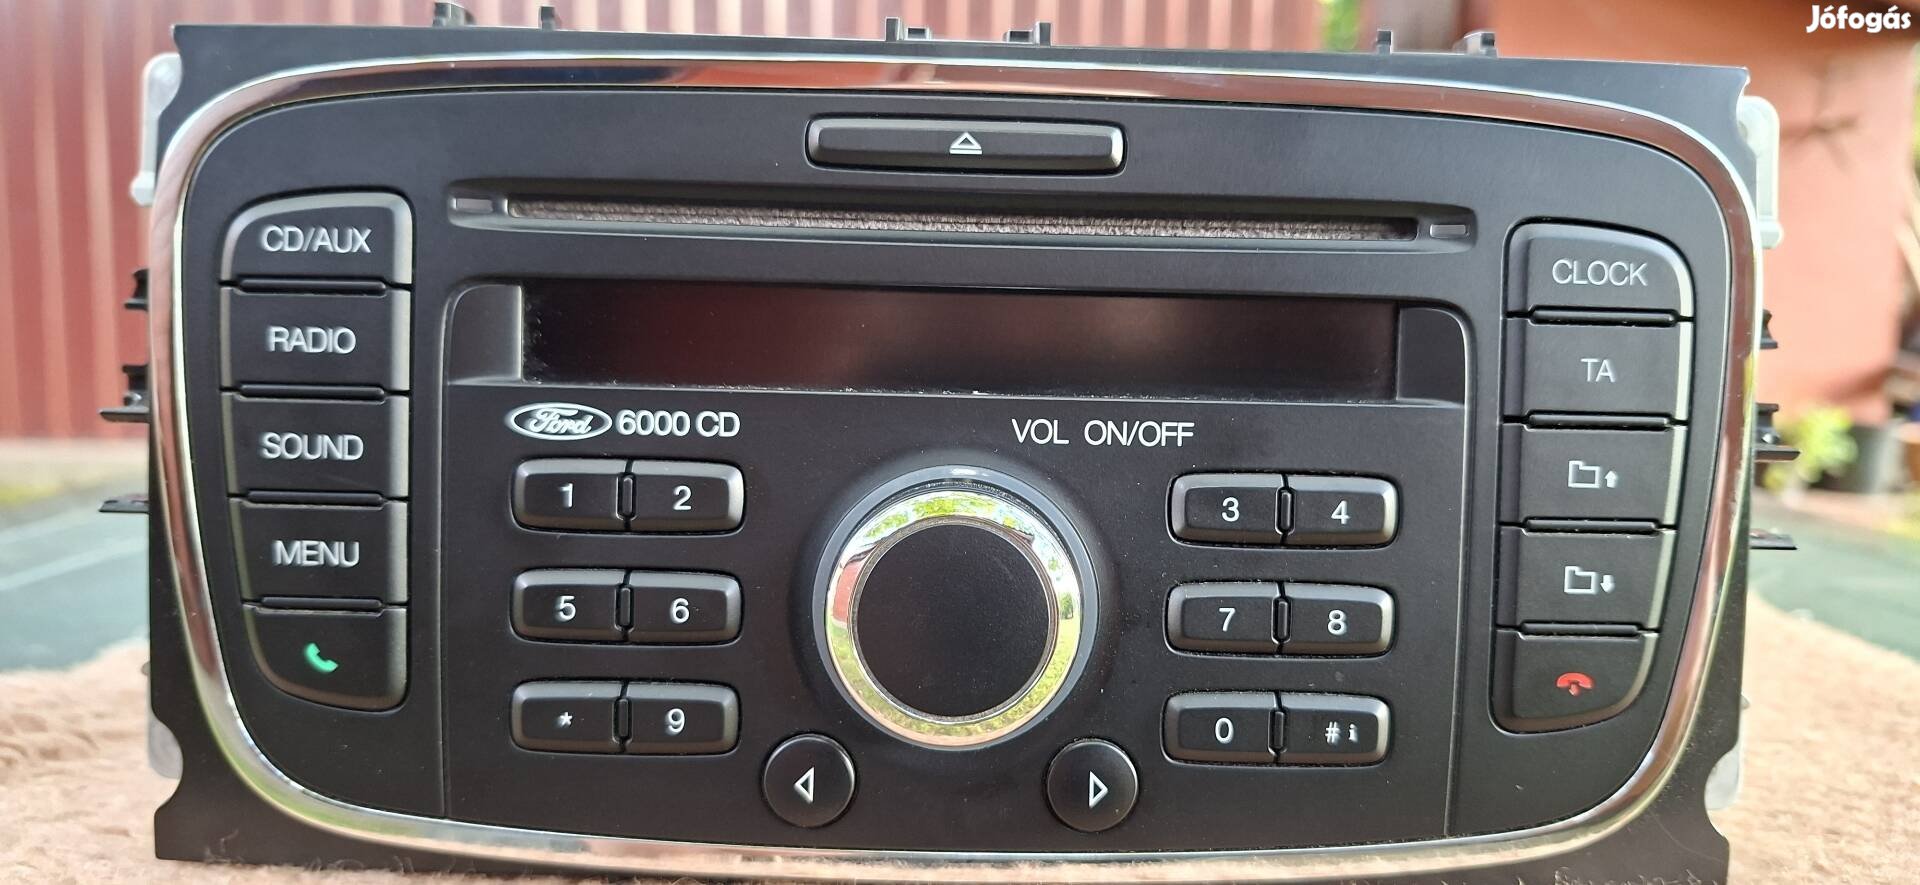 Jófogás
CD/AUX
RADIO
SOUND
MENU
Ford 6000 CD
VOL ON/OFF
1 2
3 4
5 6
7 8
* 9
0 # i
CLOCK
TA